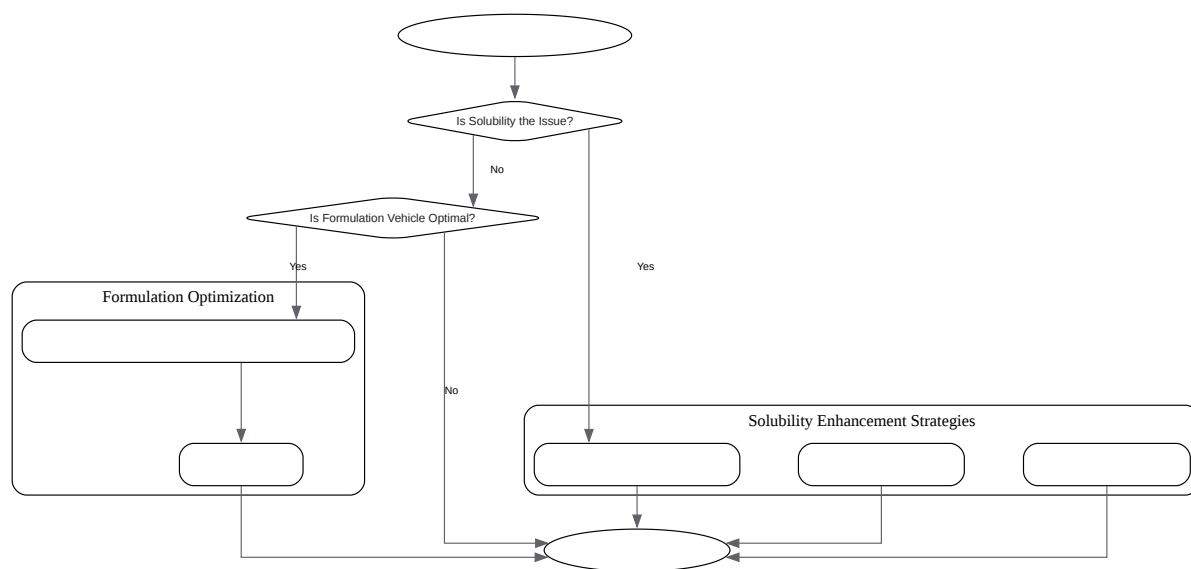 Is Solubility the Issue?
No
Is Formulation Vehicle Optimal?
Yes
Yes
Formulation Optimization
No
Solubility Enhancement Strategies